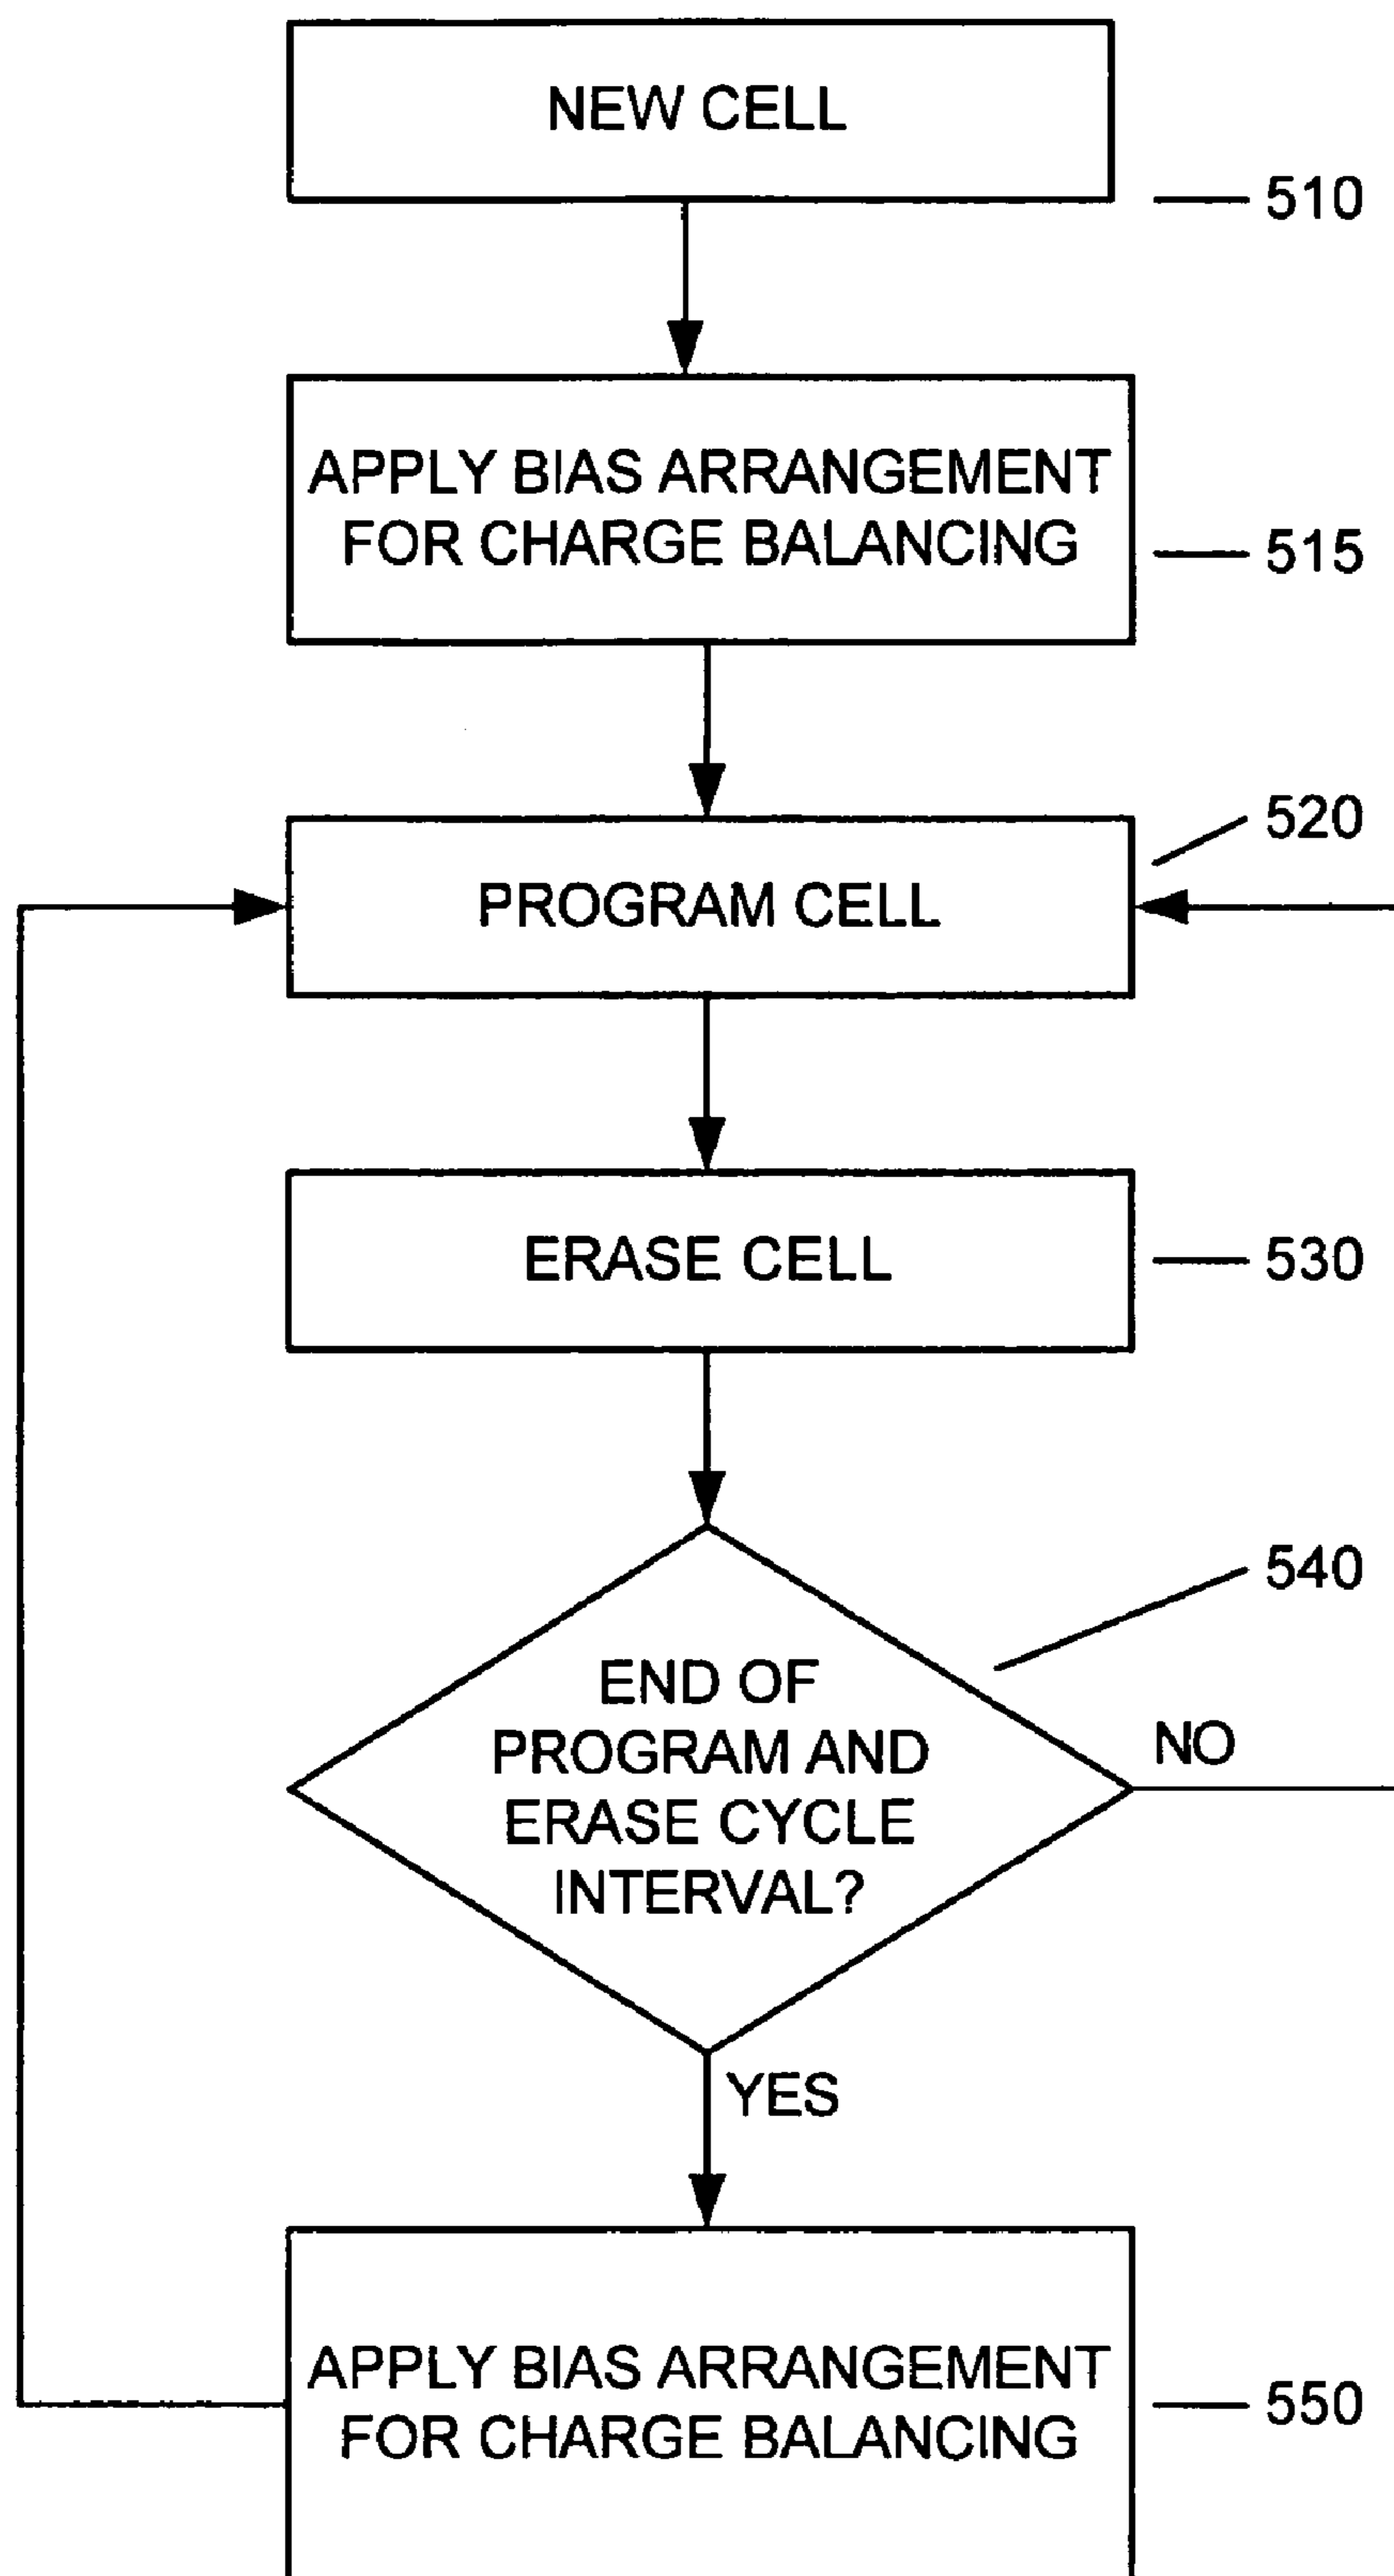 NEW CELL
510
APPLY BIAS ARRANGEMENT
FOR CHARGE BALANCING
515
520
PROGRAM CELL
ERASE CELL
530
540
END OF
PROGRAM AND
ERASE CYCLE
INTERVAL?
NO
YES
APPLY BIAS ARRANGEMENT
FOR CHARGE BALANCING
550